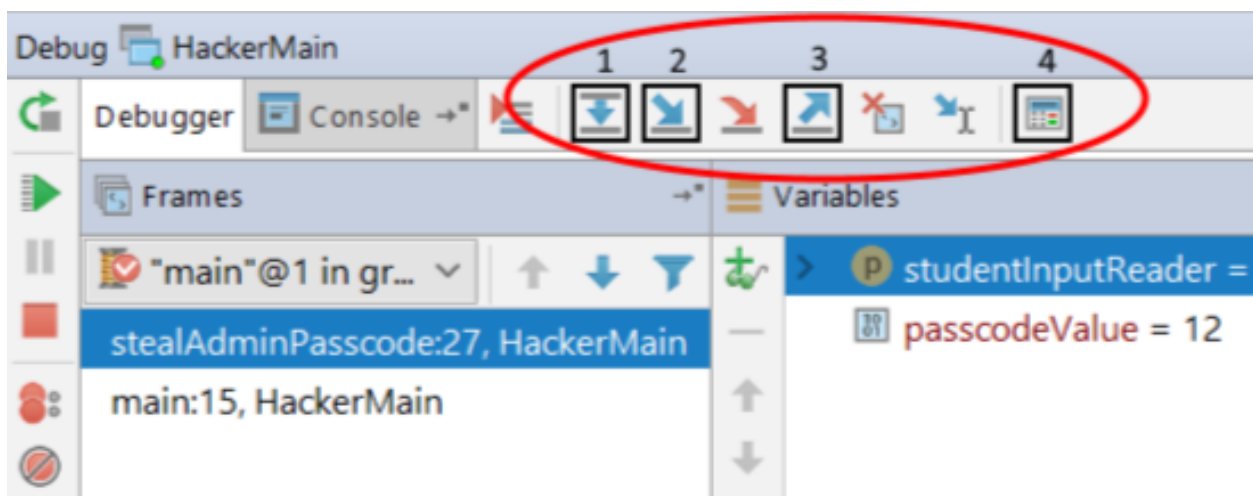 Debug HackerMain
1 2 3 4
Debugger Console
Frames
Variables
"main"@1 in gr...
studentInputReader =
stealAdminPasscode:27, HackerMain
passcodeValue = 12
main:15, HackerMain